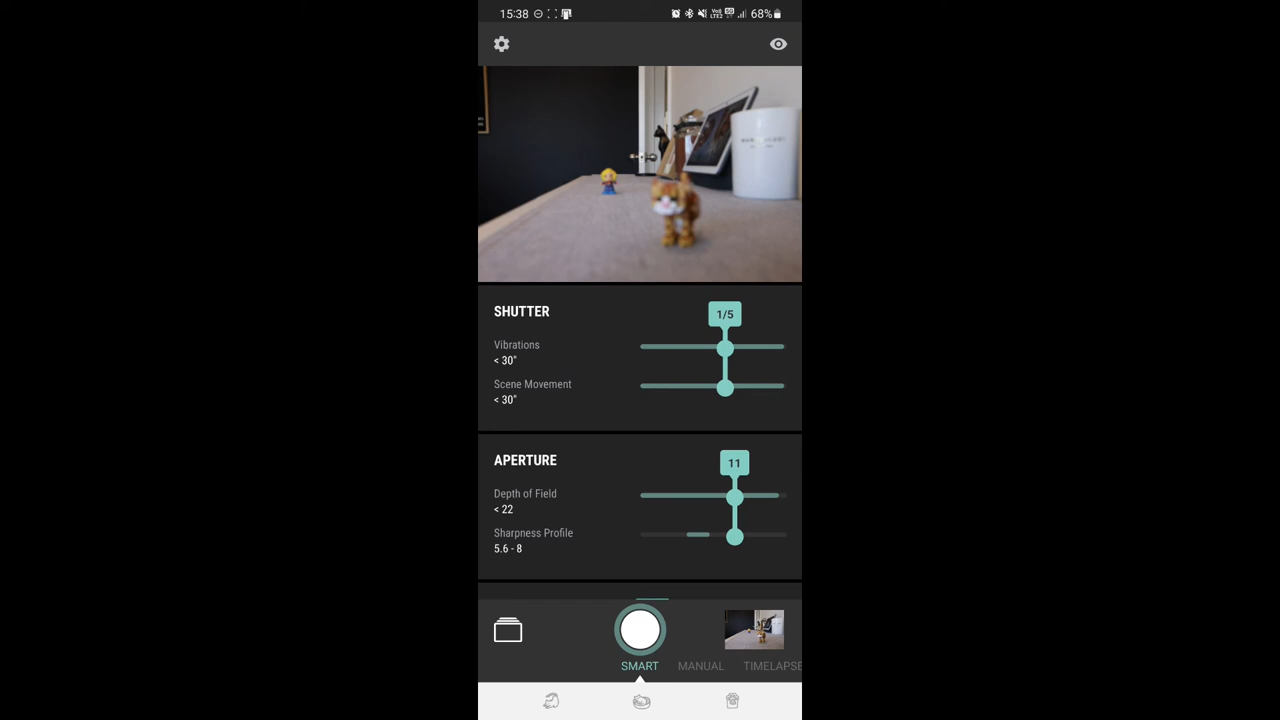 15:38
68%
SHUTTER
1/5
Vibrations
< 30"
Scene Movement
< 30"
APERTURE
11
Depth of Field
< 22
Sharpness Profile
5.6 - 8
SMART
MANUAL
TIMELAPSE